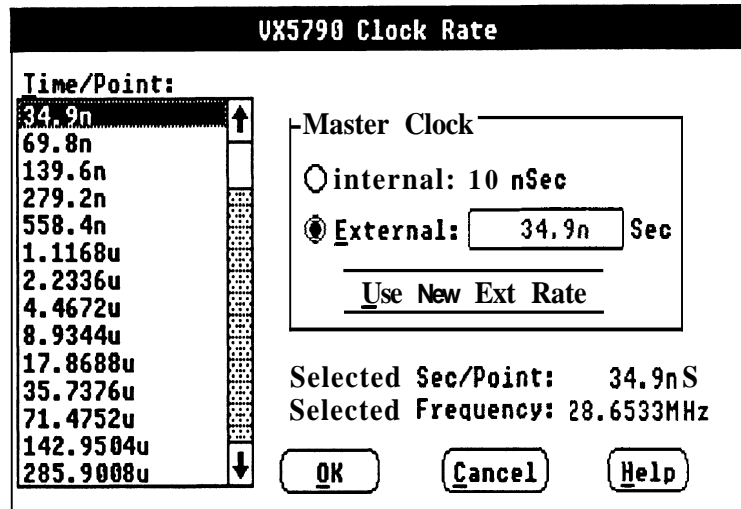 VX5790 Clock Rate
Time/Point:
34.9n
69.8n
139.6n
279.2n
558.4n
1.1168u
2.2336u
4.4672u
8.9344u
17.8688u
35.7376u
71.4752u
142.9504u
285.9008u
Master Clock
internal: 10 nSec
External: 34.9n Sec
Use New Ext Rate
Selected Sec/Point: 34.9nS
Selected Frequency: 28.6533MHz
OK Cancel Help